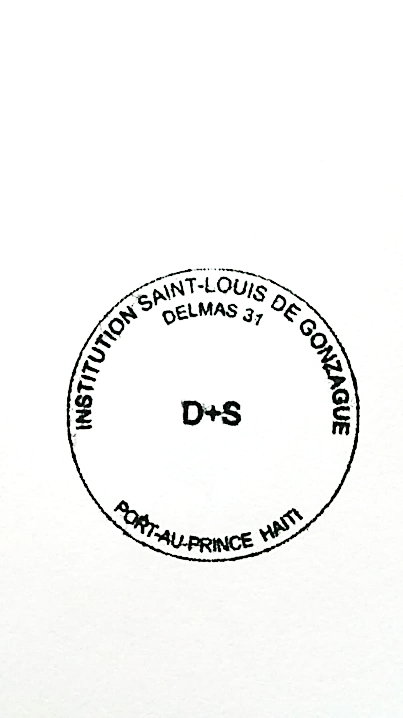 INSTITUTION SAINT-LOUIS DE GONZAGUE
DELMAS 31
D+S
PORT-AU-PRINCE HAITI